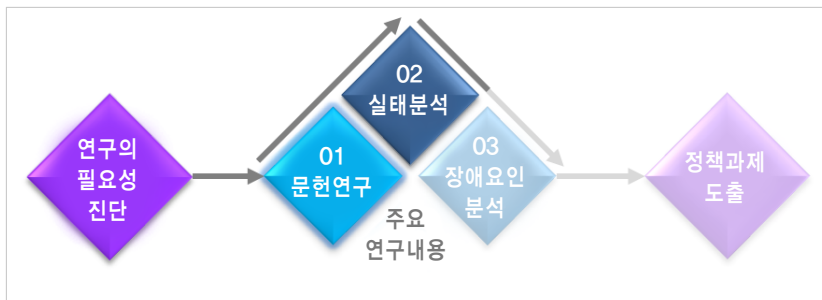 연구의
필요성
진단
01
문헌연구
02
실태분석
03
장애요인
분석
주요
연구내용
정책과제
도출